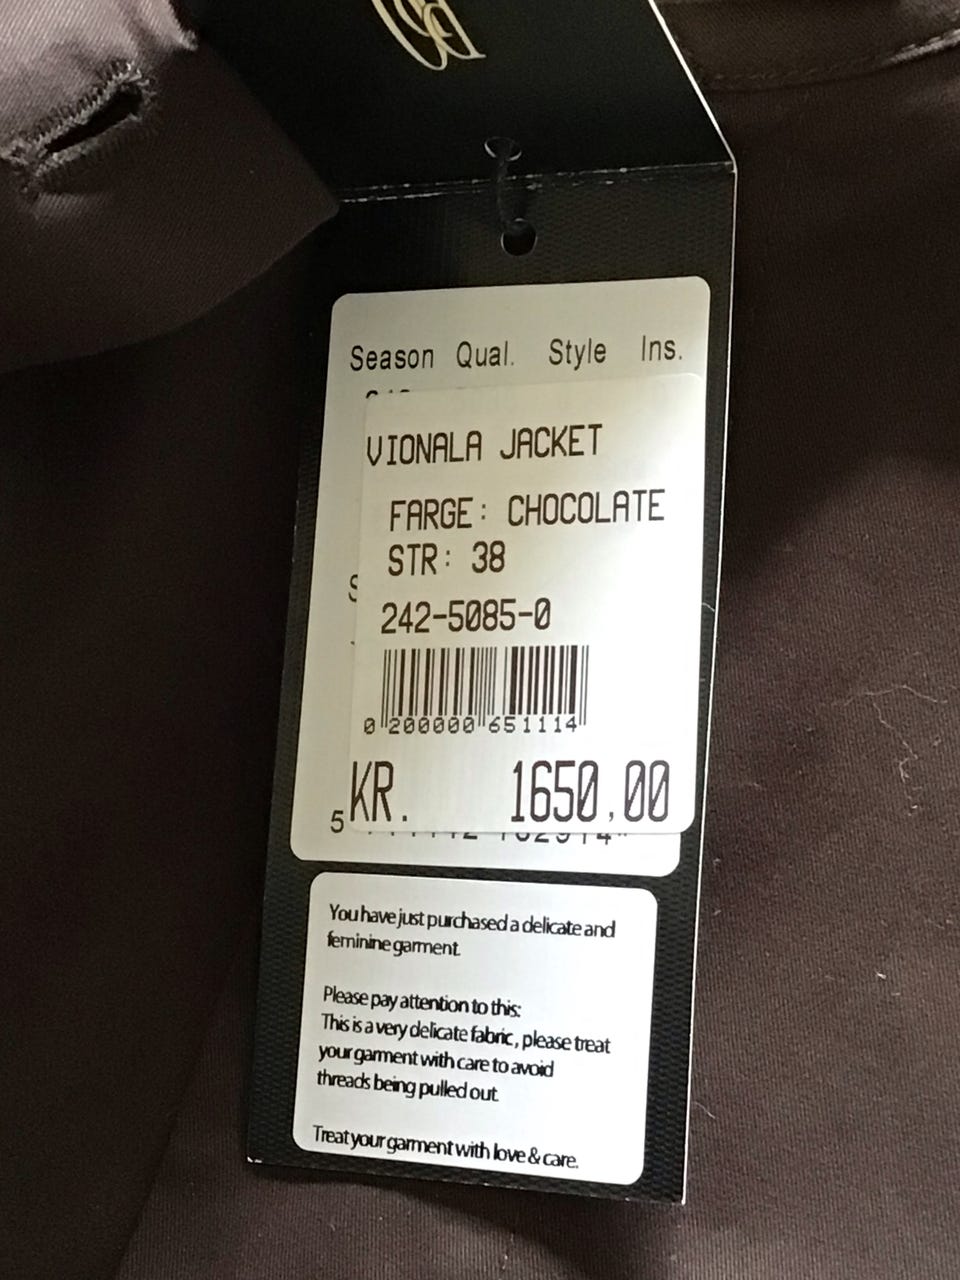 Season Qual. Style Ins.
VIONALA JACKET
FARGE: CHOCOLATE
STR: 38
242-5085-0
0 200000 651114
KR. 1650,00
5
You have just purchased a delicate and
feminine garment.
Please pay attention to this:
This is a very delicate fabric, please treat
your garment with care to avoid
threads being pulled out.
Treat your garment with love & care.